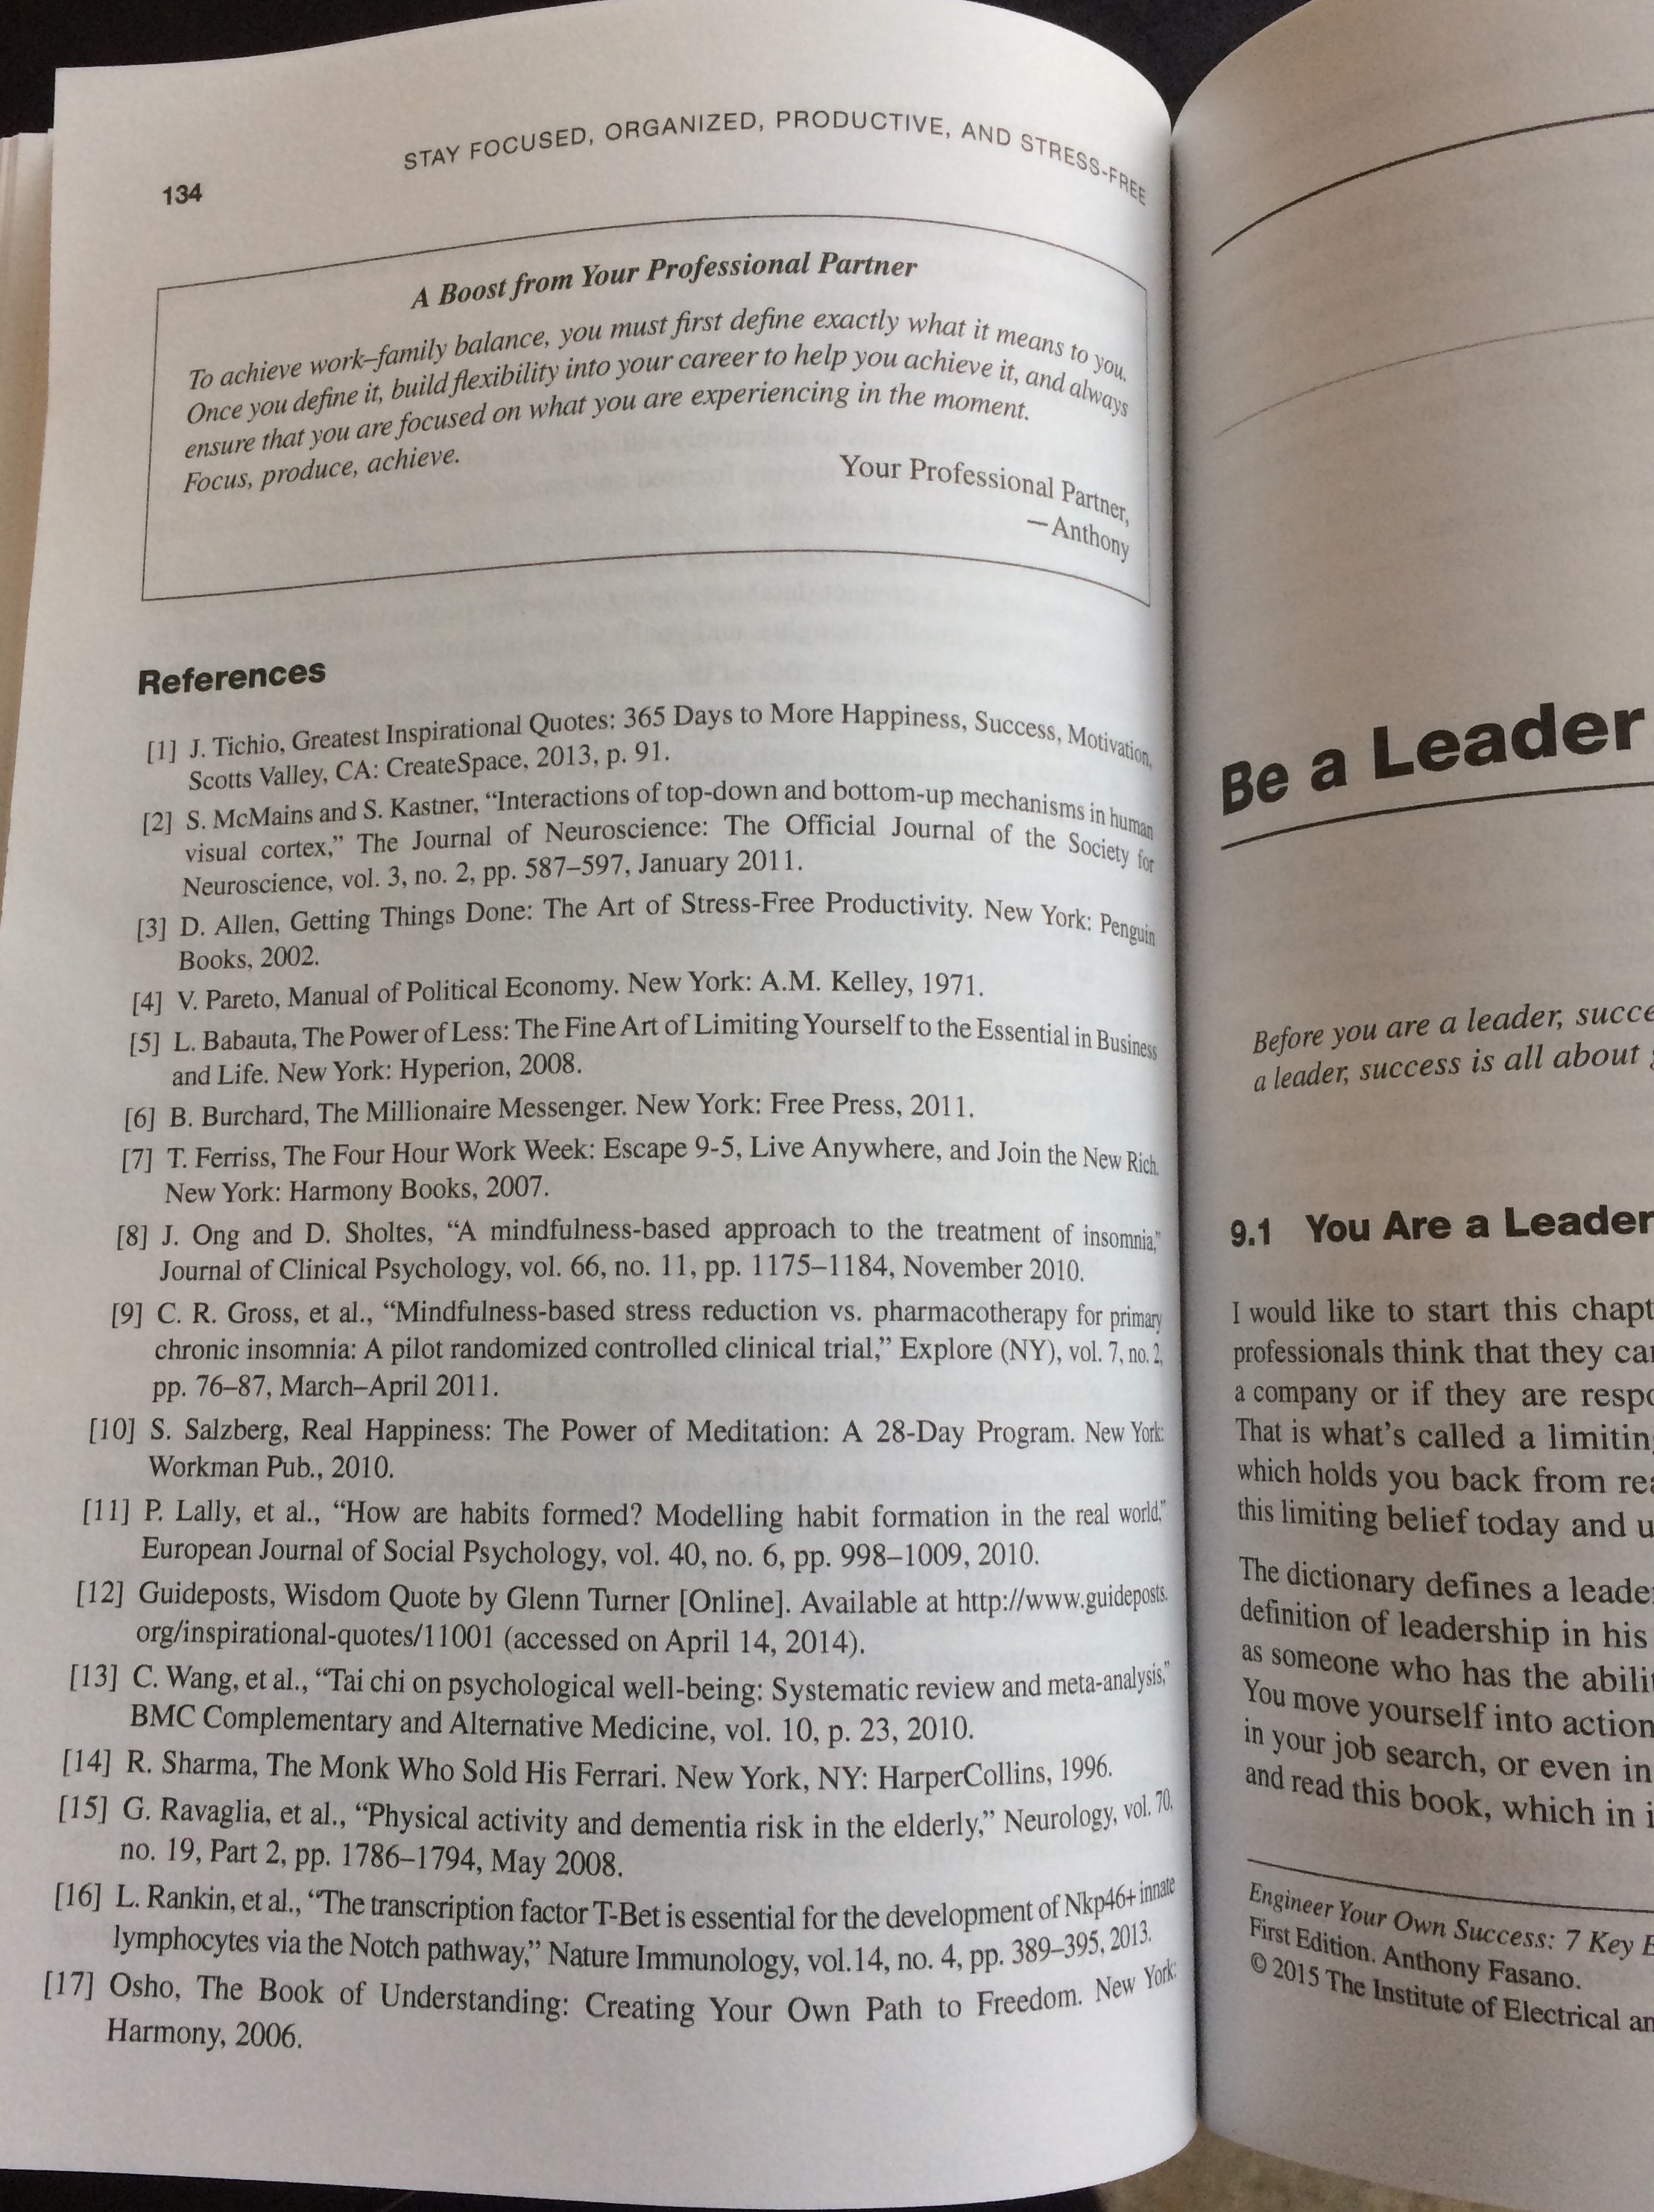 134
STAY FOCUSED, ORGANIZED, PRODUCTIVE, AND STRESS-FREE
A Boost from Your Professional Partner
To achieve work–family balance, you must first define exactly what it means to you.
Once you define it, build flexibility into your career to help you achieve it, and always
ensure that you are focused on what you are experiencing in the moment.
Focus, produce, achieve.
Your Professional Partner,
—Anthony
References
[1] J. Tichio, Greatest Inspirational Quotes: 365 Days to More Happiness, Success, Motivation,
Scotts Valley, CA: CreateSpace, 2013, p. 91.
[2] S. McMains and S. Kastner, “Interactions of top-down and bottom-up mechanisms in human
visual cortex,” The Journal of Neuroscience: The Official Journal of the Society for
Neuroscience, vol. 3, no. 2, pp. 587–597, January 2011.
[3] D. Allen, Getting Things Done: The Art of Stress-Free Productivity. New York: Penguin
Books, 2002.
[4] V. Pareto, Manual of Political Economy. New York: A.M. Kelley, 1971.
[5] L. Babauta, The Power of Less: The Fine Art of Limiting Yourself to the Essential in Business
and Life. New York: Hyperion, 2008.
[6] B. Burchard, The Millionaire Messenger. New York: Free Press, 2011.
[7] T. Ferriss, The Four Hour Work Week: Escape 9-5, Live Anywhere, and Join the New Rich.
New York: Harmony Books, 2007.
[8] J. Ong and D. Sholtes, “A mindfulness-based approach to the treatment of insomnia,”
Journal of Clinical Psychology, vol. 66, no. 11, pp. 1175–1184, November 2010.
[9] C. R. Gross, et al., “Mindfulness-based stress reduction vs. pharmacotherapy for primary
chronic insomnia: A pilot randomized controlled clinical trial,” Explore (NY), vol. 7, no. 2,
pp. 76–87, March–April 2011.
[10] S. Salzberg, Real Happiness: The Power of Meditation: A 28-Day Program. New York:
Workman Pub., 2010.
[11] P. Lally, et al., “How are habits formed? Modelling habit formation in the real world,”
European Journal of Social Psychology, vol. 40, no. 6, pp. 998–1009, 2010.
[12] Guideposts, Wisdom Quote by Glenn Turner [Online]. Available at http://www.guideposts.
org/inspirational-quotes/11001 (accessed on April 14, 2014).
[13] C. Wang, et al., “Tai chi on psychological well-being: Systematic review and meta-analysis,”
BMC Complementary and Alternative Medicine, vol. 10, p. 23, 2010.
[14] R. Sharma, The Monk Who Sold His Ferrari. New York, NY: HarperCollins, 1996.
[15] G. Ravaglia, et al., “Physical activity and dementia risk in the elderly,” Neurology, vol. 70,
no. 19, Part 2, pp. 1786–1794, May 2008.
[16] L. Rankin, et al., “The transcription factor T-Bet is essential for the development of Nkp46+ innate
lymphocytes via the Notch pathway,” Nature Immunology, vol.14, no. 4, pp. 389–395, 2013.
[17] Osho, The Book of Understanding: Creating Your Own Path to Freedom. New York:
Harmony, 2006.
Be a Leader
Before you are a leader, succe
a leader, success is all about
9.1 You Are a Leader
I would like to start this chapt
professionals think that they ca
a company or if they are resp
That is what’s called a limitin
which holds you back from re
this limiting belief today and u
The dictionary defines a leade
definition of leadership in his
as someone who has the abili
You move yourself into action
in your job search, or even in
and read this book, which in i
Engineer Your Own Success: 7 Key E
First Edition. Anthony Fasano.
© 2015 The Institute of Electrical an